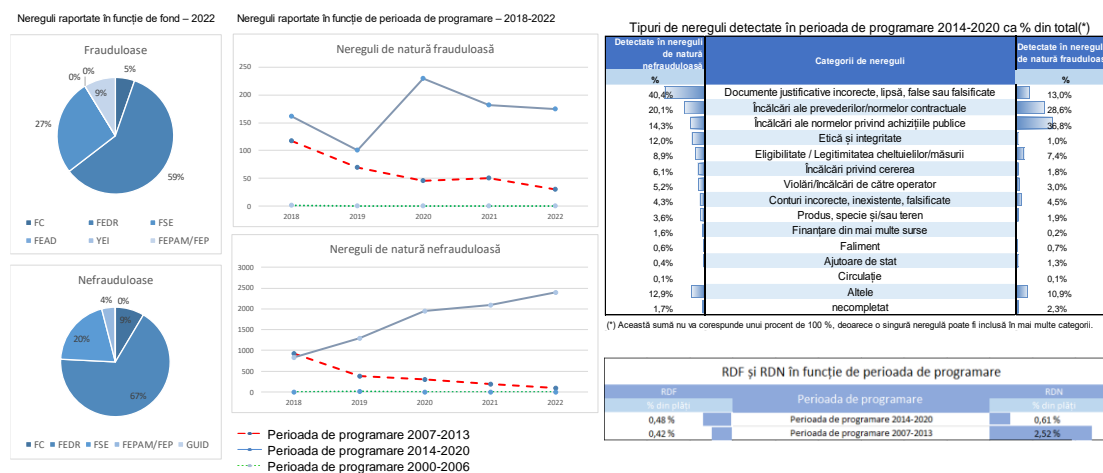 Nereguli raportate în funcție de fond – 2022
Frauduloase
0%
0%
5%
9%
27%
59%
FC
FEDR
FSE
FEAD
YEI
FEPAM/FEP
Nefrauduloase
4%
0%
9%
20%
67%
FC
FEDR
FSE
FEPAM/FEP
GUID
Nereguli raportate în funcție de perioada de programare – 2018-2022
Nereguli de natură frauduloasă
250
200
150
100
50
0
2018 2019 2020 2021 2022
Nereguli de natură nefrauduloasă
3000
2500
2000
1500
1000
500
0
2018 2019 2020 2021 2022
Perioada de programare 2007-2013
Perioada de programare 2014-2020
Perioada de programare 2000-2006
Tipuri de nereguli detectate în perioada de programare 2014-2020 ca % din total(*)
Detectate în nereguli de natură nefrauduloasă
Categorii de nereguli
Detectate în nereguli de natură frauduloas
% %
40,4% Documente justificative incorecte, lipsă, false sau falsificate 13,0%
20,1% Încălcări ale prevederilor/normelor contractuale 28,6%
14,3% Încălcări ale normelor privind achizițiile publice 36,8%
12,0% Etică și integritate 1,0%
8,9% Eligibilitate / Legitimitatea cheltuielilor/măsurii 7,4%
6,1% Încălcări privind cererea 1,8%
5,2% Violări/încălcări de către operator 3,0%
4,3% Conturi incorecte, inexistente, falsificate 4,5%
3,6% Produs, specie și/sau teren 1,9%
1,6% Finanțare din mai multe surse 0,2%
0,6% Faliment 0,7%
0,4% Ajutoare de stat 1,3%
0,1% Circulație 0,1%
12,9% Altele 10,9%
1,7% necompletat 2,3%
(*) Această sumă nu va corespunde unui procent de 100 %, deoarece o singură neregulă poate fi inclusă în mai multe categorii.
RDF și RDN în funcție de perioada de programare
RDF Perioada de programare RDN
% din plăți % din plăți
0,48 % Perioada de programare 2014-2020 0,61 %
0,42 % Perioada de programare 2007-2013 2,52 %